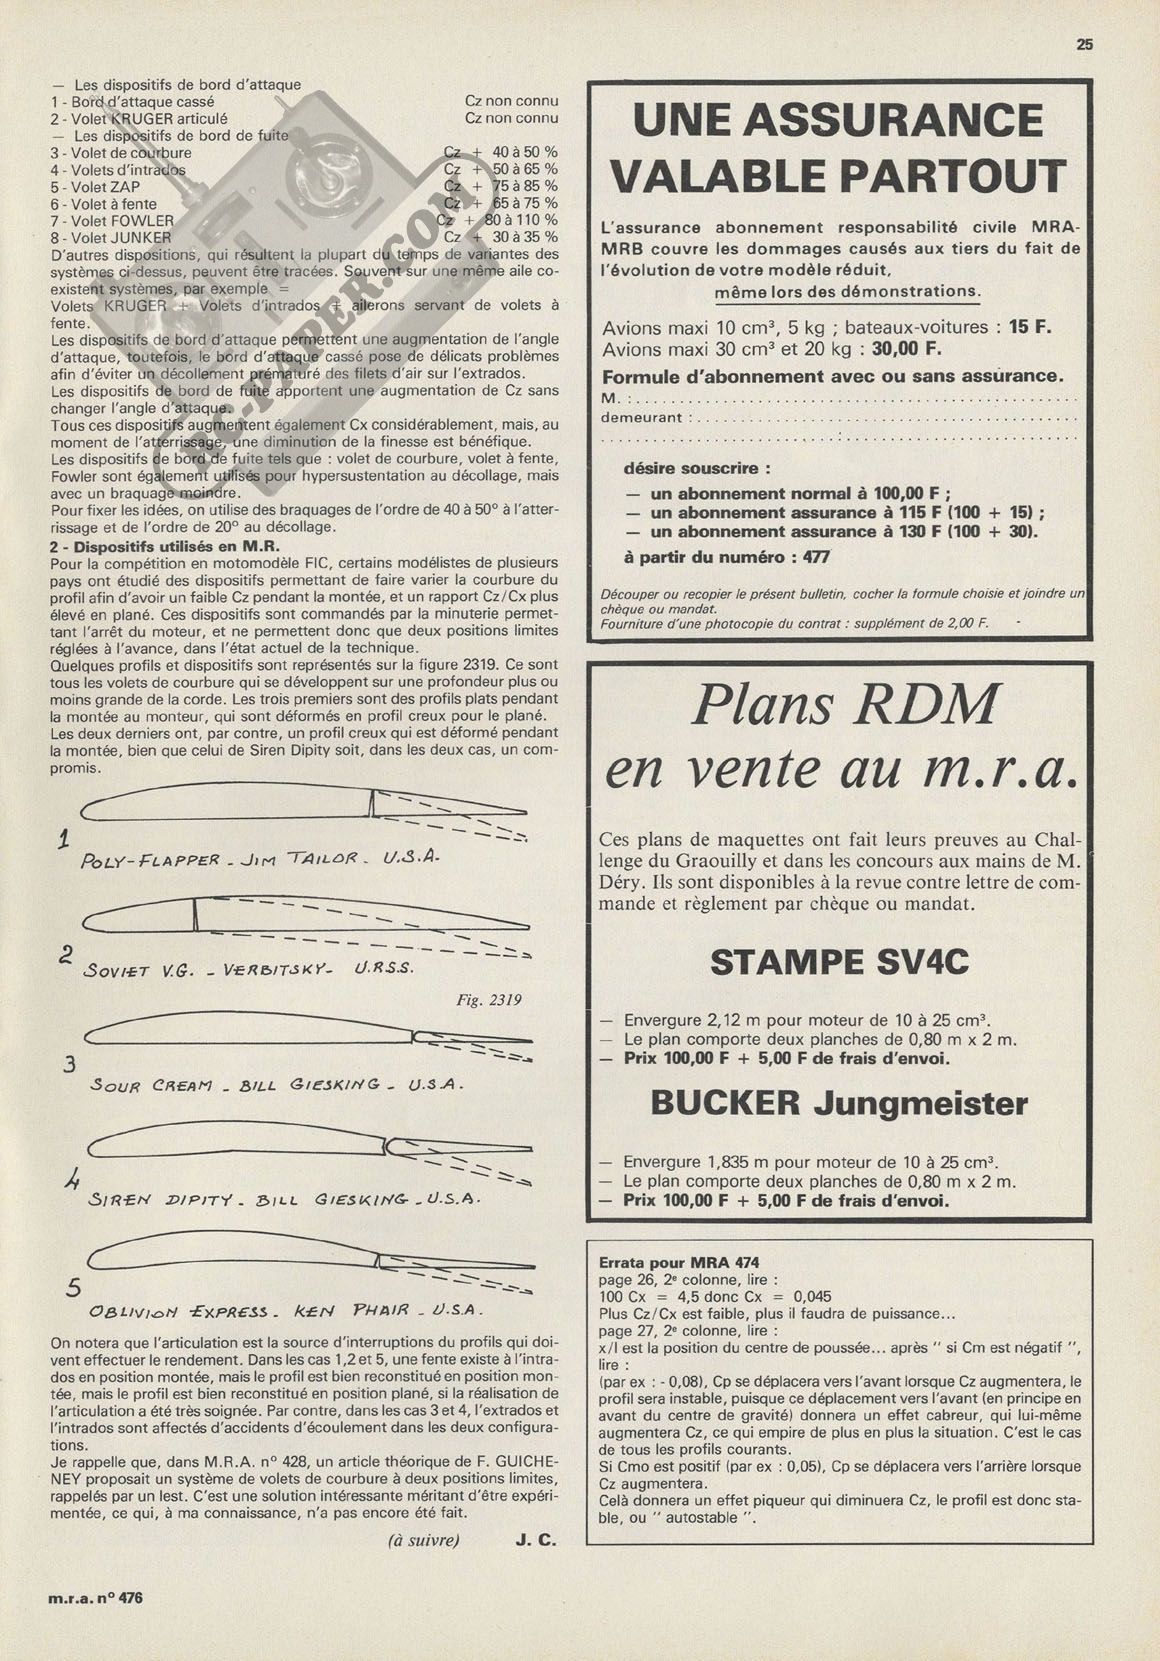 25
— Les dispositifs de bord d'attaque
1 - Bord d'attaque cassé Cz non connu
2 - Volet KRUGER articulé Cz non connu
— Les dispositifs de bord de fuite
3 - Volet de courbure Cz + 40 à 50 %
4 - Volets d'intrados Cz + 50 à 65 %
5 - Volet ZAP Cz + 75 à 85 %
6 - Volet à fente Cz + 65 à 75 %
7 - Volet FOWLER Cz + 80 à 110 %
8 - Volet JUNKER Cz + 30 à 35 %
D'autres dispositions, qui résultent la plupart du temps de variantes des
systèmes ci-dessus, peuvent être tracées. Souvent sur une même aile co-
existent systèmes, par exemple =
Volets KRUGER + Volets d'intrados + ailerons servant de volets à
fente.
Les dispositifs de bord d'attaque permettent une augmentation de l'angle
d'attaque, toutefois, le bord d'attaque cassé pose de délicats problèmes
afin d'éviter un décollement prématuré des filets d'air sur l'extrados.
Les dispositifs de bord de fuite apportent une augmentation de Cz sans
changer l'angle d'attaque.
Tous ces dispositifs augmentent également Cx considérablement, mais, au
moment de l'atterrissage, une diminution de la finesse est bénéfique.
Les dispositifs de bord de fuite tels que : volet de courbure, volet à fente,
Fowler sont également utilisés pour hypersustentation au décollage, mais
avec un braquage moindre.
Pour fixer les idées, on utilise des braquages de l'ordre de 40 à 50° à l'atter-
rissage et de l'ordre de 20° au décollage.
2 - Dispositifs utilisés en M.R.
Pour la compétition en motomodèle FIC, certains modélistes de plusieurs
pays ont étudié des dispositifs permettant de faire varier la courbure du
profil afin d'avoir un faible Cz pendant la montée, et un rapport Cz/Cx plus
élevé en plané. Ces dispositifs sont commandés par la minuterie permet-
tant l'arrêt du moteur, et ne permettent donc que deux positions limites
réglées à l'avance, dans l'état actuel de la technique.
Quelques profils et dispositifs sont représentés sur la figure 2319. Ce sont
tous les volets de courbure qui se développent sur une profondeur plus ou
moins grande de la corde. Les trois premiers sont des profils plats pendant
la montée au monteur, qui sont déformés en profil creux pour le plané.
Les deux derniers ont, par contre, un profil creux qui est déformé pendant
la montée, bien que celui de Siren Dipity soit, dans les deux cas, un com-
promis.
1
POLY-FLAPPER - JIM TAILOR - U.S.A.
2
SOVIET V.G. - VERBITSKY - U.R.S.S.
Fig. 2319
3
SOUR CREAM - BILL GIESKING - U.S.A.
4
SIREN DIPITY - BILL GIESKING - U.S.A.
5
OBLIVION EXPRESS - KEN PHAIR - U.S.A.
On notera que l'articulation est la source d'interruptions du profils qui doi-
vent effectuer le rendement. Dans les cas 1,2 et 5, une fente existe à l'intra-
dos en position montée, mais le profil est bien reconstitué en position mon-
tée, mais le profil est bien reconstitué en position plané, si la réalisation de
l'articulation a été très soignée. Par contre, dans les cas 3 et 4, l'extrados et
l'intrados sont affectés d'accidents d'écoulement dans les deux configura-
tions.
Je rappelle que, dans M.R.A. n° 428, un article théorique de F. GUICHE-
NEY proposait un système de volets de courbure à deux positions limites,
rappelés par un lest. C'est une solution intéressante méritant d'être expéri-
mentée, ce qui, à ma connaissance, n'a pas encore été fait.
(à suivre) J. C.
m.r.a. n° 476
UNE ASSURANCE
VALABLE PARTOUT
L'assurance abonnement responsabilité civile MRA-
MRB couvre les dommages causés aux tiers du fait de
l'évolution de votre modèle réduit,
même lors des démonstrations.
Avions maxi 10 cm³, 5 kg ; bateaux-voitures : 15 F.
Avions maxi 30 cm³ et 20 kg : 30,00 F.
Formule d'abonnement avec ou sans assurance.
M. :
demeurant :
désire souscrire :
— un abonnement normal à 100,00 F ;
— un abonnement assurance à 115 F (100 + 15) ;
— un abonnement assurance à 130 F (100 + 30).
à partir du numéro : 477
Découper ou recopier le présent bulletin, cocher la formule choisie et joindre un
chèque ou mandat.
Fourniture d'une photocopie du contrat : supplément de 2,00 F.
Plans RDM
en vente au m.r.a.
Ces plans de maquettes ont fait leurs preuves au Chal-
lenge du Graouilly et dans les concours aux mains de M.
Déry. Ils sont disponibles à la revue contre lettre de com-
mande et règlement par chèque ou mandat.
STAMPE SV4C
— Envergure 2,12 m pour moteur de 10 à 25 cm³.
— Le plan comporte deux planches de 0,80 m x 2 m.
— Prix 100,00 F + 5,00 F de frais d'envoi.
BUCKER Jungmeister
— Envergure 1,835 m pour moteur de 10 à 25 cm³.
— Le plan comporte deux planches de 0,80 m x 2 m.
— Prix 100,00 F + 5,00 F de frais d'envoi.
Errata pour MRA 474
page 26, 2e colonne, lire :
100 Cx = 4,5 donc Cx = 0,045
Plus Cz/Cx est faible, plus il faudra de puissance...
page 27, 2e colonne, lire :
x/l est la position du centre de poussée... après " si Cm est négatif ",
lire :
(par ex : - 0,08), Cp se déplacera vers l'avant lorsque Cz augmentera, le
profil sera instable, puisque ce déplacement vers l'avant (en principe en
avant du centre de gravité) donnera un effet cabreur, qui lui-même
augmentera Cz, ce qui empire de plus en plus la situation. C'est le cas
de tous les profils courants.
Si Cmo est positif (par ex : 0,05), Cp se déplacera vers l'arrière lorsque
Cz augmentera.
Celà donnera un effet piqueur qui diminuera Cz, le profil est donc sta-
ble, ou " autostable ".
RC-PAPER.COM